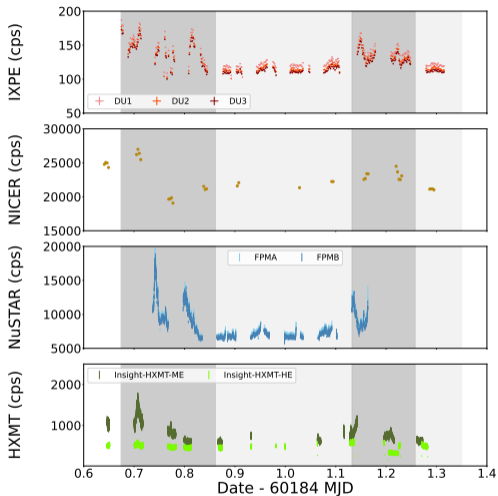 200
150
100
50
IXPE (cps)
DU1 DU2 DU3
30000
25000
20000
15000
NICER (cps)
20000
15000
10000
5000
NuSTAR (cps)
FPMA FPMB
2000
1000
HXMT (cps)
Insight-HXMT-ME Insight-HXMT-HE
0.6 0.7 0.8 0.9 1.0 1.1 1.2 1.3 1.4
Date - 60184 MJD